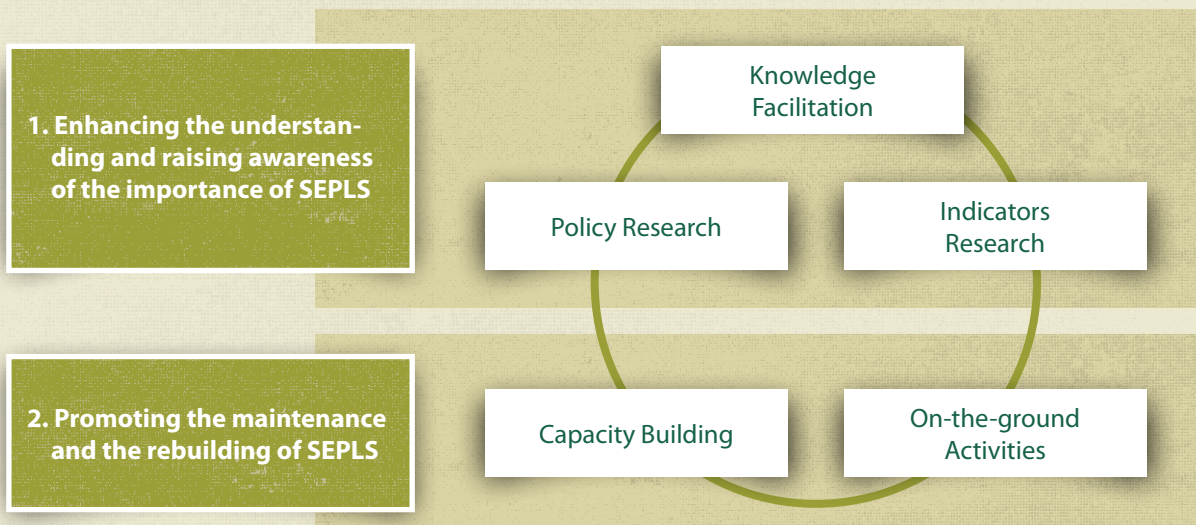 1. Enhancing the understan-
ding and raising awareness
of the importance of SEPLS
Knowledge
Facilitation
Policy Research
Indicators
Research
2. Promoting the maintenance
and the rebuilding of SEPLS
Capacity Building
On-the-ground
Activities